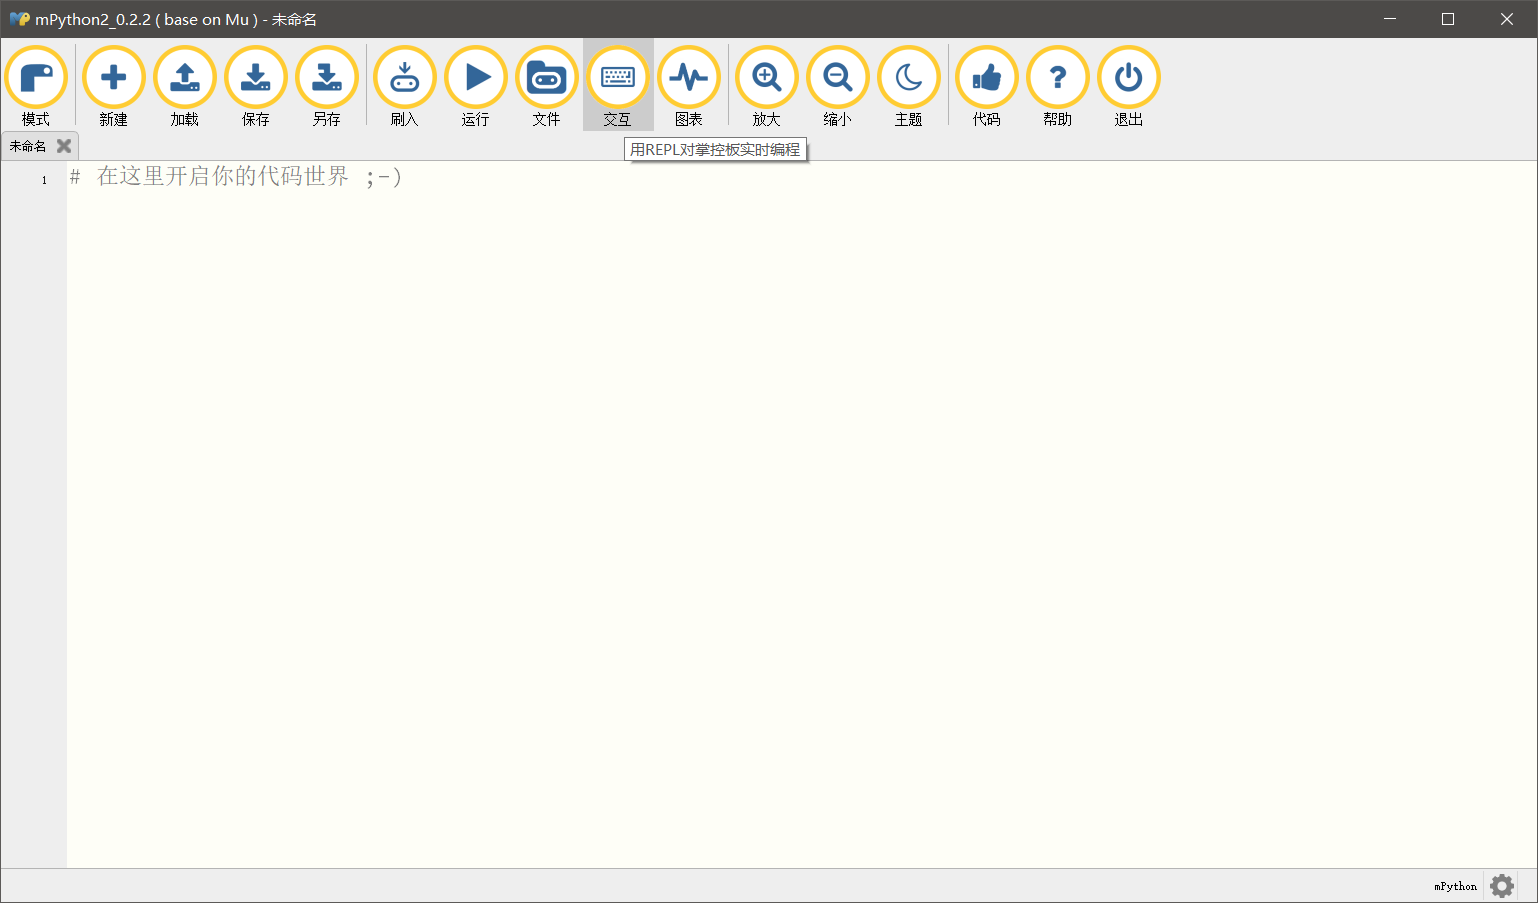 mPython2_0.2.2 ( base on Mu ) - 未命名
模式 新建 加载 保存 另存 刷入 运行 文件 交互 图表 放大 缩小 主题 代码 帮助 退出
未命名
用REPL对掌控板实时编程
1 # 在这里开启你的代码世界 ;-)
mPython